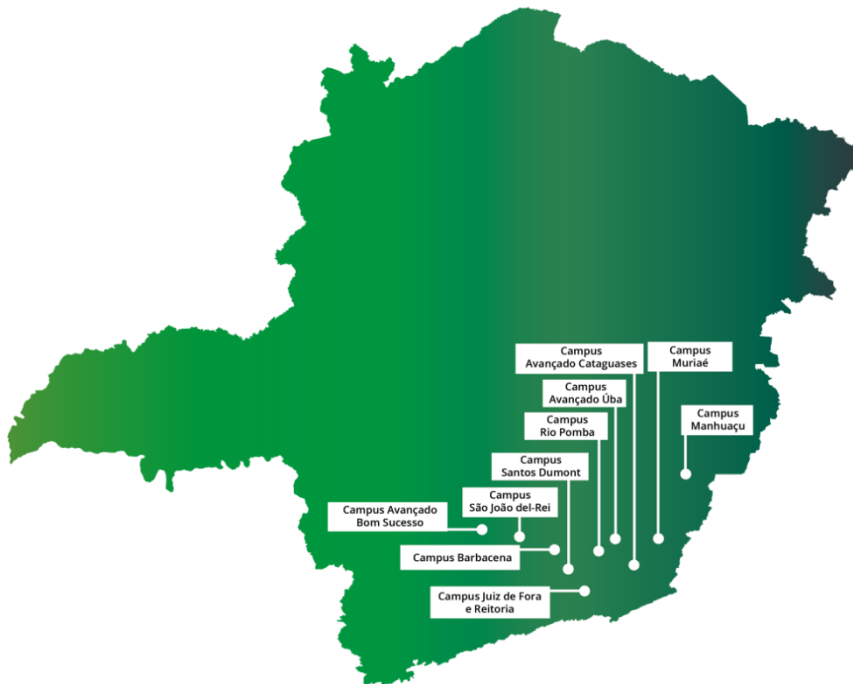 Campus
Avançado Cataguases
Campus
Muriaé
Campus
Avançado Úba
Campus
Manhuaçu
Campus
Rio Pomba
Campus
Santos Dumont
Campus
São João del-Rei
Campus Avançado
Bom Sucesso
Campus Barbacena
Campus Juiz de Fora
e Reitoria